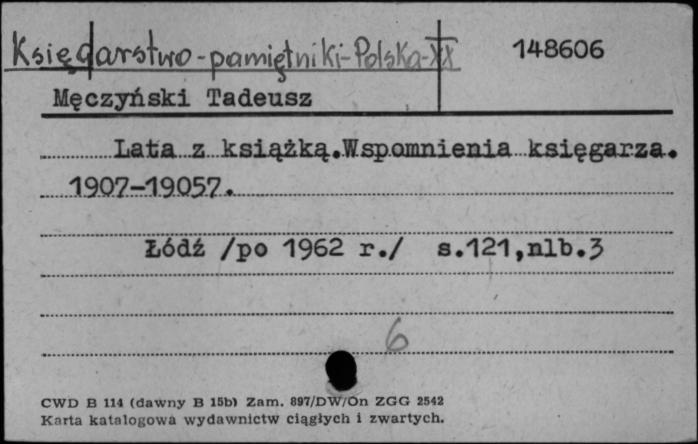 Księgarstwo-pamiętniki-Polska-XX 148606
Męczyński Tadeusz
Lata z książką.Wspomnienia księgarza.
1907-19057.
Łódź /po 1962 r./ s.121,nlb.3
6
CWD B 114 (dawny B 15b) Zam. 897/DW/On ZGG 2542
Karta katalogowa wydawnictw ciągłych i zwartych.